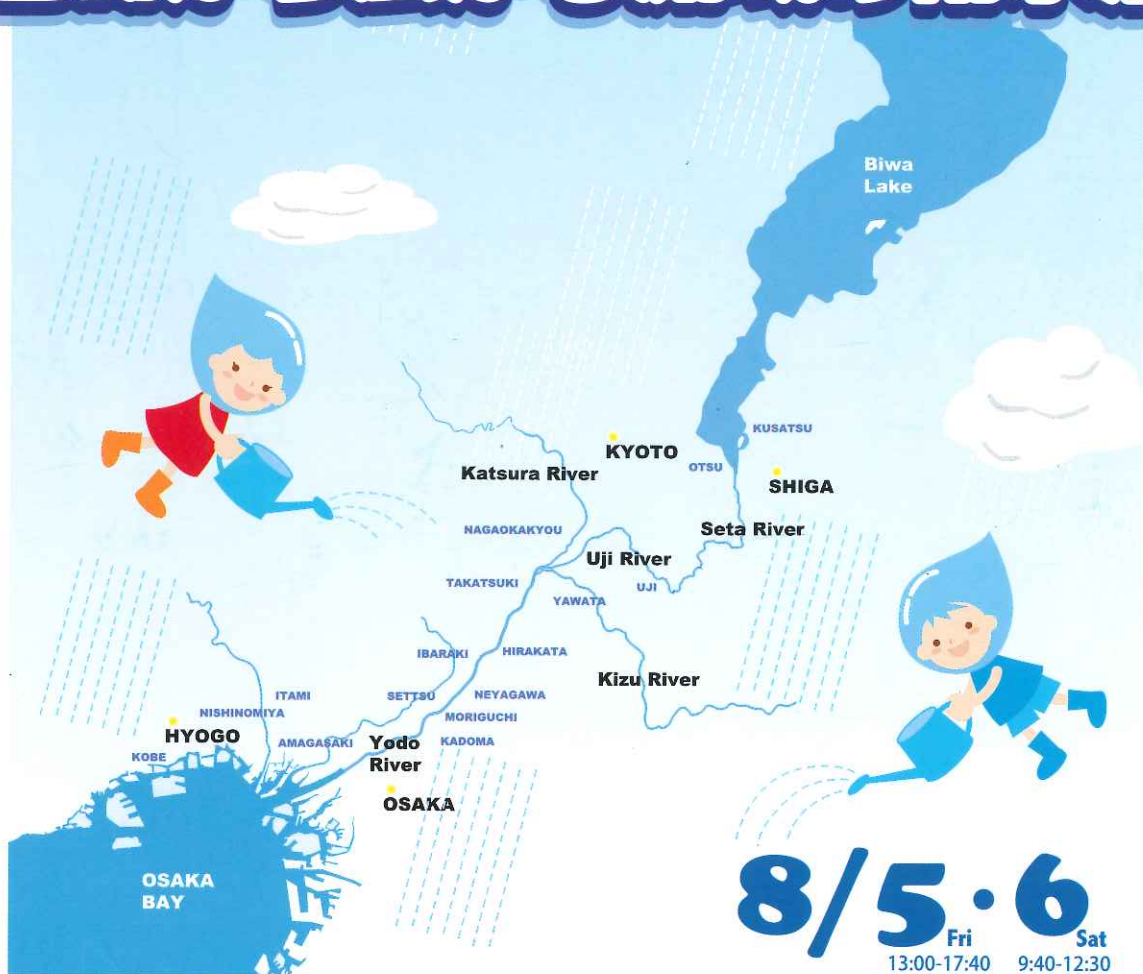 Biwa
Lake
KUSATSU
KYOTO
OTSU
Katsura River
SHIGA
NAGAOKAKYOU
Seta River
Uji River
TAKATSUKI
UJI
YAWATA
IBARAKI
HIRAKATA
Kizu River
ITAMI
SETTSU
NEYAGAWA
NISHINOMIYA
MORIGUCHI
HYOGO
AMAGASAKI
Yodo
River
KADOMA
KOBE
OSAKA
OSAKA
BAY
8/5・6
Fri
Sat
13:00-17:40
9:40-12:30